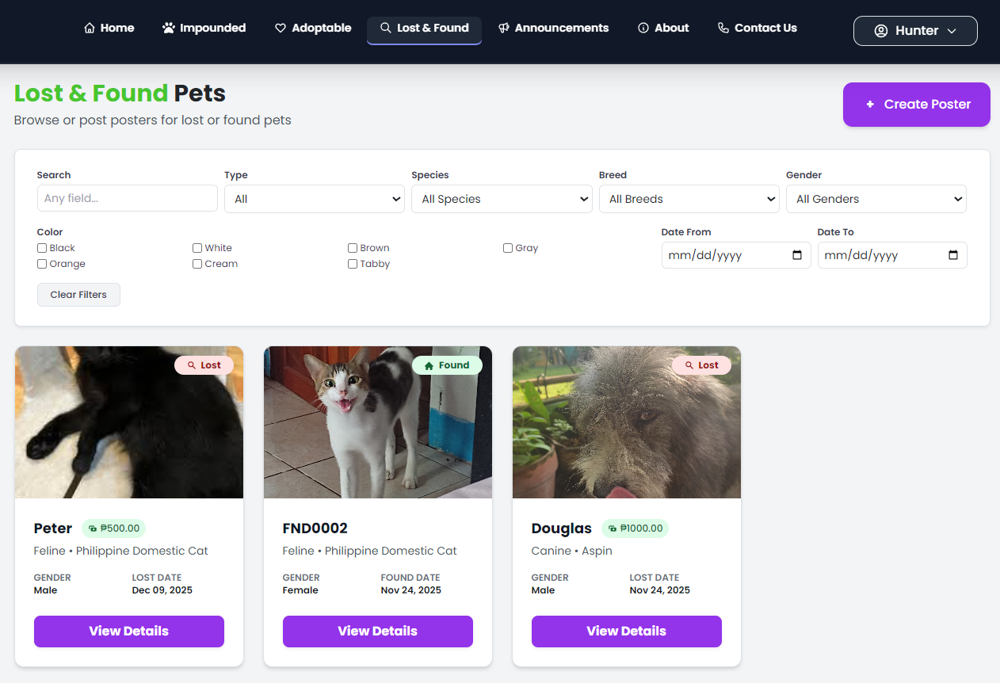 Home Impounded Adoptable Lost & Found Announcements About Contact Us Hunter
Lost & Found Pets
Browse or post posters for lost or found pets
+ Create Poster
Search Type Species Breed Gender
Any field... All All Species All Breeds All Genders
Color Date From Date To
Black White Brown Gray
mm/dd/yyyy mm/dd/yyyy
Orange Cream Tabby
Clear Filters
Lost Found Lost
Peter ₱500.00 FND0002 Douglas ₱1000.00
Feline • Philippine Domestic Cat Feline • Philippine Domestic Cat Canine • Aspin
GENDER LOST DATE GENDER FOUND DATE GENDER LOST DATE
Male Dec 09, 2025 Female Nov 24, 2025 Male Nov 24, 2025
View Details View Details View Details